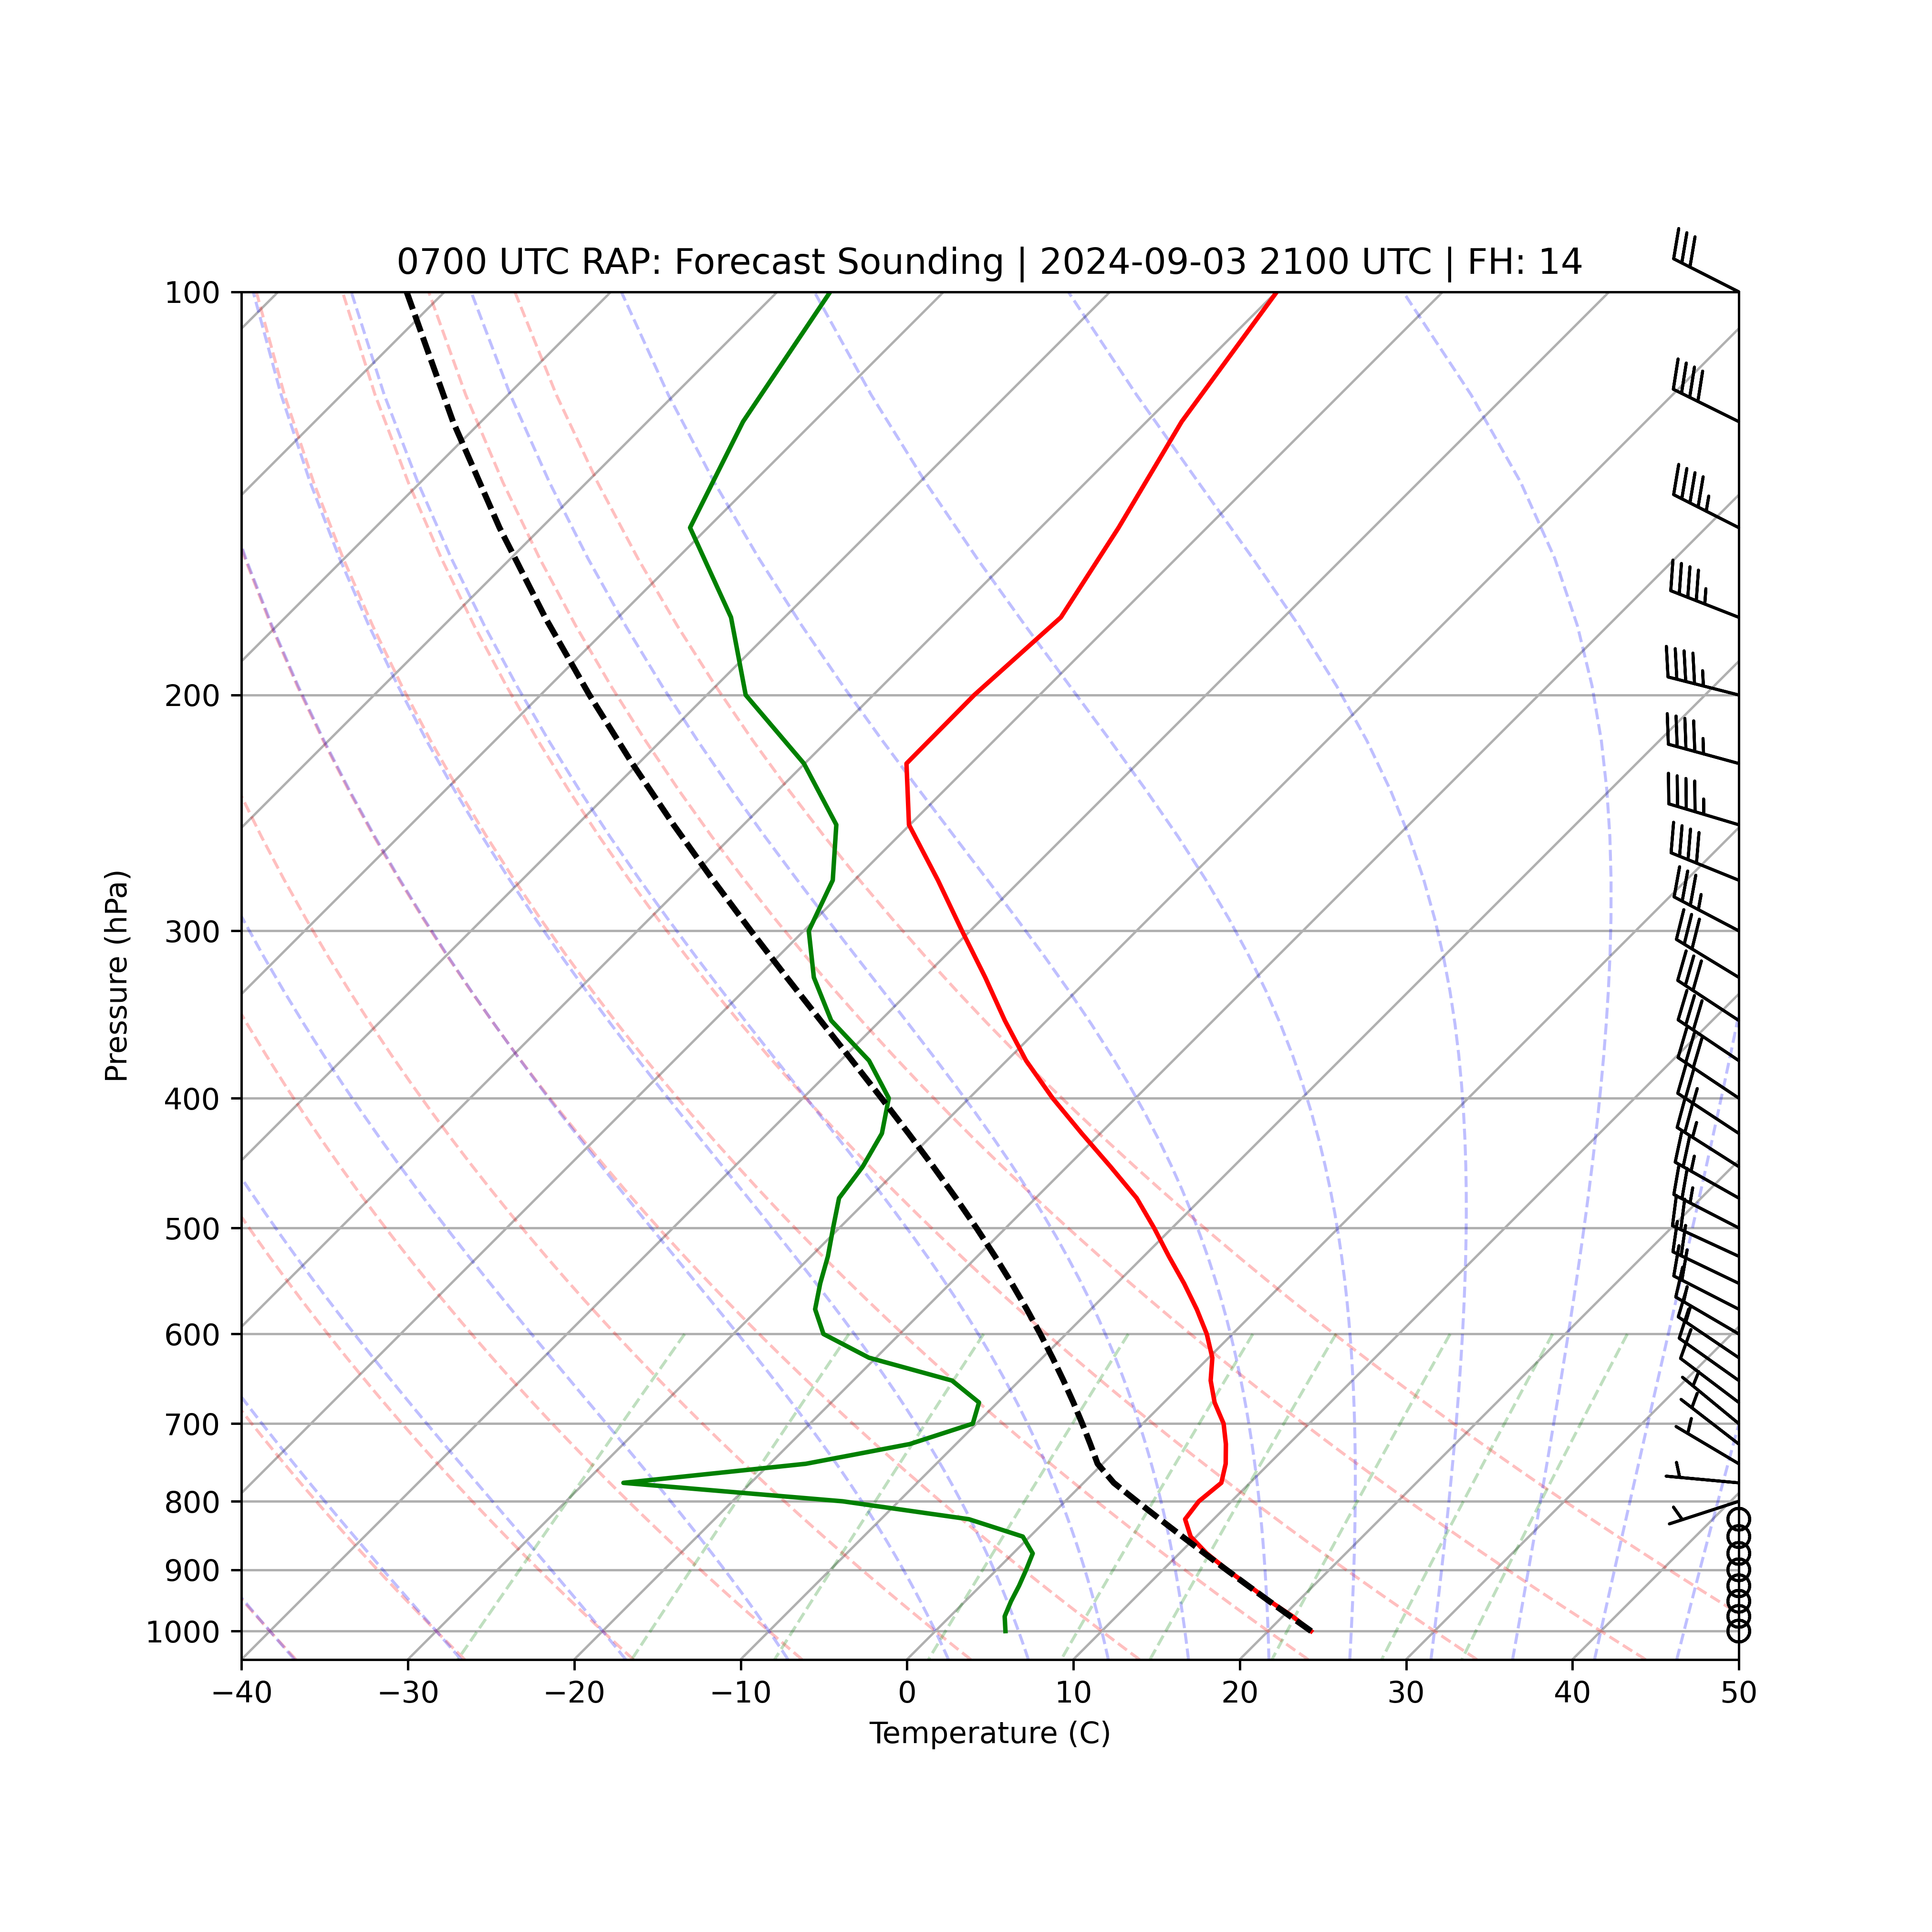 0700 UTC RAP: Forecast Sounding | 2024-09-03 2100 UTC | FH: 14
100
200
300
400
500
600
700
800
900
1000
Pressure (hPa)
−40 −30 −20 −10 0 10 20 30 40 50
Temperature (C)